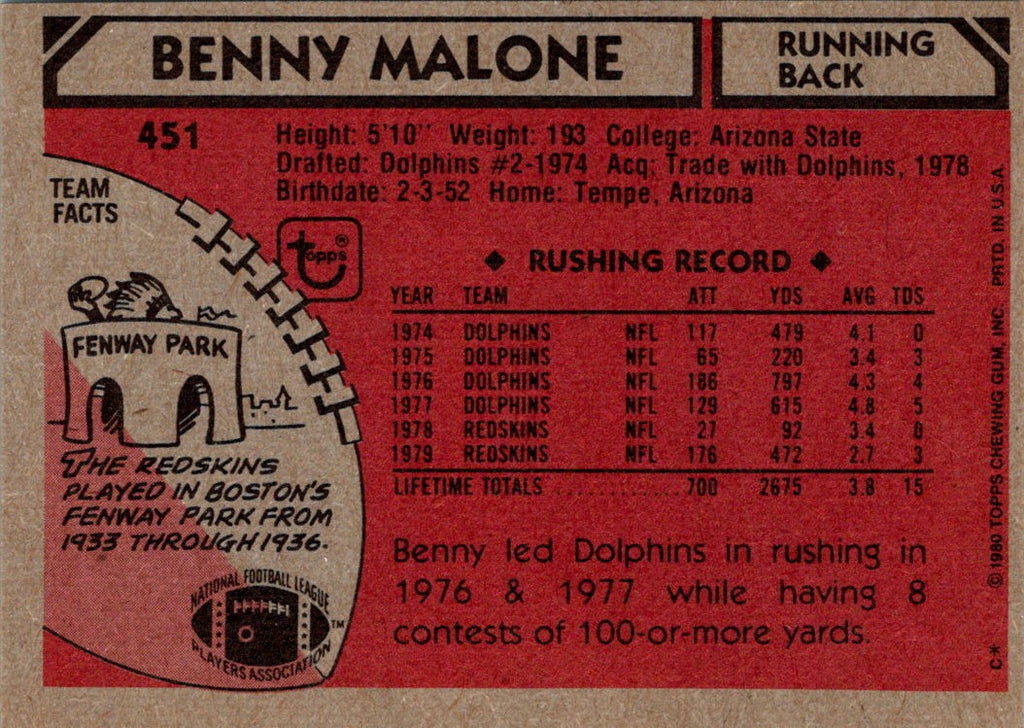 BENNY MALONE
RUNNING
BACK
451
Height: 5'10" Weight: 193 College: Arizona State
Drafted: Dolphins #2-1974 Acq: Trade with Dolphins, 1978
Birthdate: 2-3-52 Home: Tempe, Arizona
TEAM
FACTS
topps®
FENWAY PARK
THE REDSKINS
PLAYED IN BOSTON'S
FENWAY PARK FROM
1933 THROUGH 1936.
NATIONAL FOOTBALL LEAGUE
PLAYERS ASSOCIATION
TM
◆ RUSHING RECORD ◆
YEAR TEAM ATT YDS AVG TDS
1974 DOLPHINS NFL 117 479 4.1 0
1975 DOLPHINS NFL 65 220 3.4 3
1976 DOLPHINS NFL 186 797 4.3 4
1977 DOLPHINS NFL 129 615 4.8 5
1978 REDSKINS NFL 27 92 3.4 0
1979 REDSKINS NFL 176 472 2.7 3
LIFETIME TOTALS ............ 700 2675 3.8 15
Benny led Dolphins in rushing in
1976 & 1977 while having 8
contests of 100-or-more yards.
C* © 1980 TOPPS CHEWING GUM, INC. PRTD. IN U.S.A.